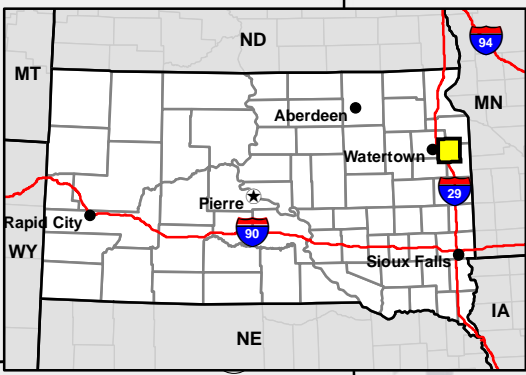 ND
94
MT
MN
Aberdeen
Watertown
29
Pierre
Rapid City
90
WY
Sioux Falls
IA
NE